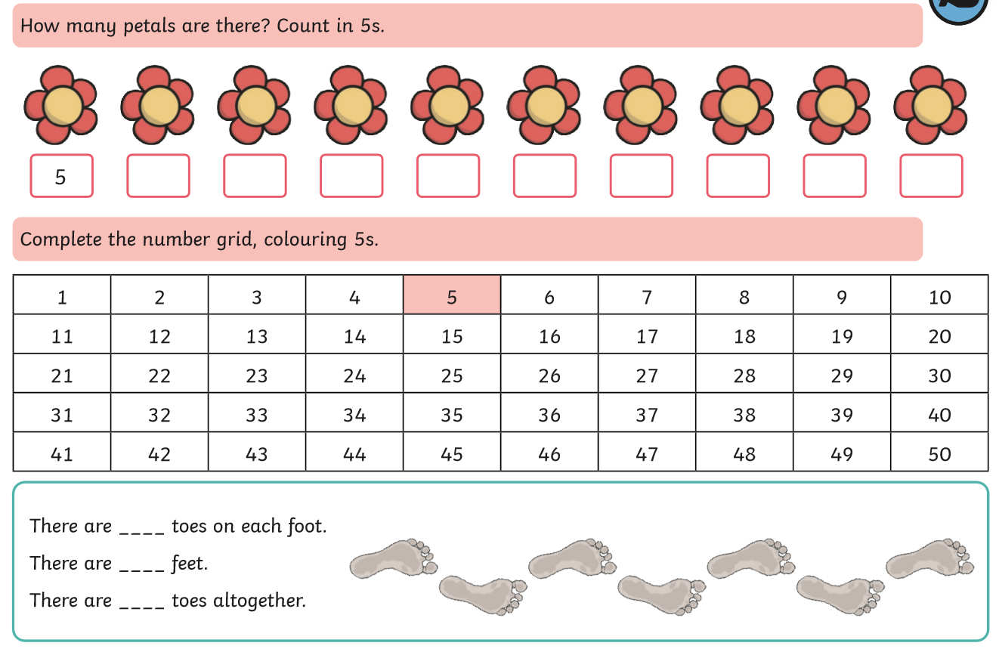 How many petals are there? Count in 5s.
5
Complete the number grid, colouring 5s.
1 2 3 4 5 6 7 8 9 10
11 12 13 14 15 16 17 18 19 20
21 22 23 24 25 26 27 28 29 30
31 32 33 34 35 36 37 38 39 40
41 42 43 44 45 46 47 48 49 50
There are ____ toes on each foot.
There are ____ feet.
There are ____ toes altogether.